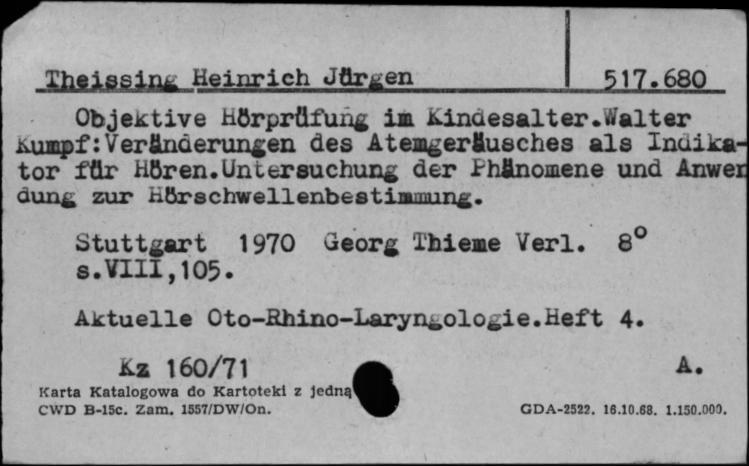 Theissing Heinrich Jürgen 517.680
Objektive Hörprüfung im Kindesalter.Walter
Kumpf:Veränderungen des Atemgeräusches als Indika-
tor für Hören.Untersuchung der Phänomene und Anwen
dung zur Hörschwellenbestimmung.
Stuttgart 1970 Georg Thieme Verl. 8°
s.VIII,105.
Aktuelle Oto-Rhino-Laryngologie.Heft 4.
Kz 160/71 A.
Karta Katalogowa do Kartoteki z jedną
CWD B-15c. Zam. 1557/DW/On. GDA-2522. 16.10.68. 1.150.000.